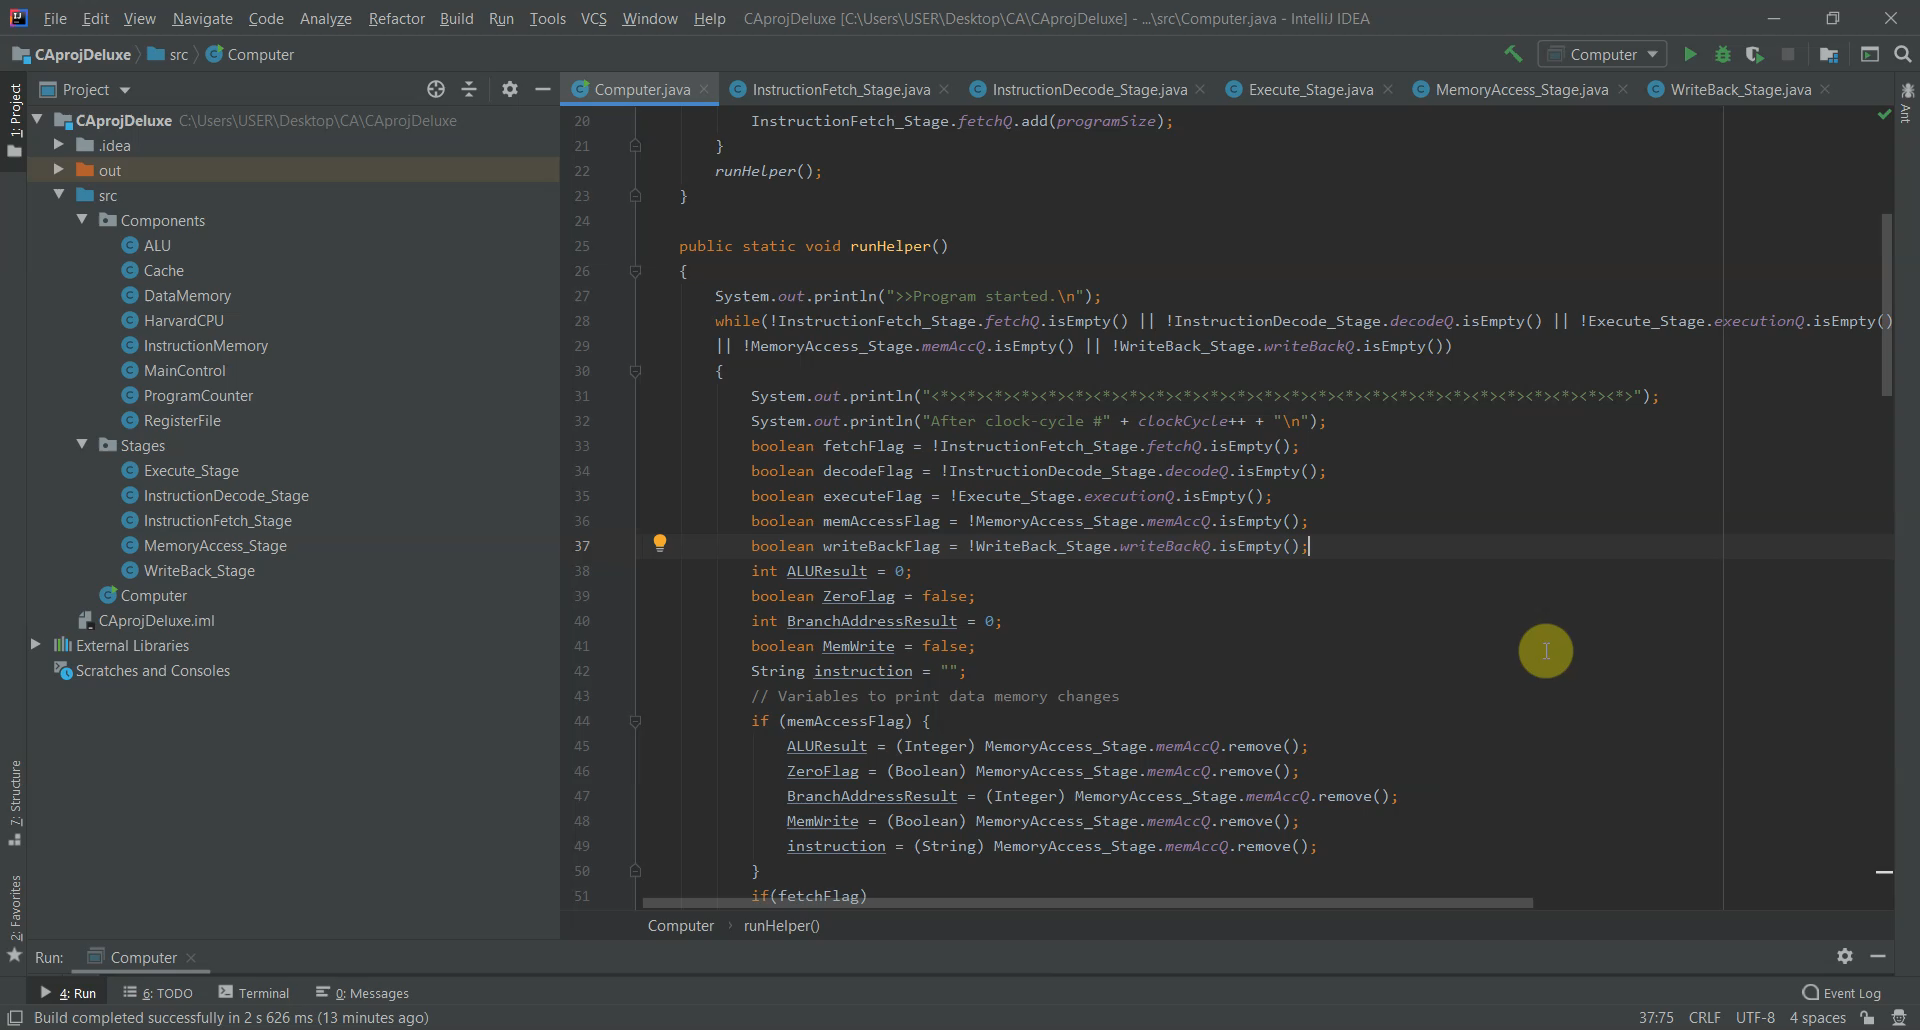 File Edit View Navigate Code Analyze Refactor Build Run Tools VCS Window Help CAprojDeluxe [C:\Users\USER\Desktop\CA\CAprojDeluxe] - ...\src\Computer.java - IntelliJ IDEA
CAprojDeluxe src Computer
Computer
Project
Computer.java InstructionFetch_Stage.java InstructionDecode_Stage.java Execute_Stage.java MemoryAccess_Stage.java WriteBack_Stage.java
1: Project
Ant
CAprojDeluxe C:\Users\USER\Desktop\CA\CAprojDeluxe
.idea
out
src
Components
ALU
Cache
DataMemory
HarvardCPU
InstructionMemory
MainControl
ProgramCounter
RegisterFile
Stages
Execute_Stage
InstructionDecode_Stage
InstructionFetch_Stage
MemoryAccess_Stage
WriteBack_Stage
Computer
CAprojDeluxe.iml
External Libraries
Scratches and Consoles
7: Structure
2: Favorites
20 InstructionFetch_Stage.fetchQ.add(programSize);
21 }
22 runHelper();
23 }
24
25 public static void runHelper()
26 {
27 System.out.println(">>Program started.\n");
28 while(!InstructionFetch_Stage.fetchQ.isEmpty() || !InstructionDecode_Stage.decodeQ.isEmpty() || !Execute_Stage.executionQ.isEmpty()
29 || !MemoryAccess_Stage.memAccQ.isEmpty() || !WriteBack_Stage.writeBackQ.isEmpty())
30 {
31 System.out.println("<*><*><*><*><*><*><*><*><*><*><*><*><*><*><*><*><*><*><*><*><*><*><*><*><*><*>");
32 System.out.println("After clock-cycle #" + clockCycle++ + "\n");
33 boolean fetchFlag = !InstructionFetch_Stage.fetchQ.isEmpty();
34 boolean decodeFlag = !InstructionDecode_Stage.decodeQ.isEmpty();
35 boolean executeFlag = !Execute_Stage.executionQ.isEmpty();
36 boolean memAccessFlag = !MemoryAccess_Stage.memAccQ.isEmpty();
37 boolean writeBackFlag = !WriteBack_Stage.writeBackQ.isEmpty();
38 int ALUResult = 0;
39 boolean ZeroFlag = false;
40 int BranchAddressResult = 0;
41 boolean MemWrite = false;
42 String instruction = "";
43 // Variables to print data memory changes
44 if (memAccessFlag) {
45 ALUResult = (Integer) MemoryAccess_Stage.memAccQ.remove();
46 ZeroFlag = (Boolean) MemoryAccess_Stage.memAccQ.remove();
47 BranchAddressResult = (Integer) MemoryAccess_Stage.memAccQ.remove();
48 MemWrite = (Boolean) MemoryAccess_Stage.memAccQ.remove();
49 instruction = (String) MemoryAccess_Stage.memAccQ.remove();
50 }
51 if(fetchFlag)
Computer › runHelper()
Run: Computer
4: Run 6: TODO Terminal 0: Messages Event Log
Build completed successfully in 2 s 626 ms (13 minutes ago) 37:75 CRLF UTF-8 4 spaces